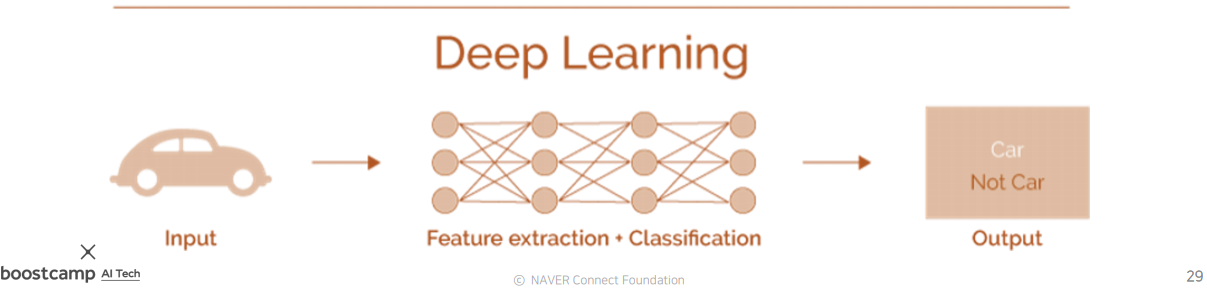 Deep Learning
Car
Not Car
Input
Feature extraction + Classification
Output
boostcamp AI Tech
© NAVER Connect Foundation
29